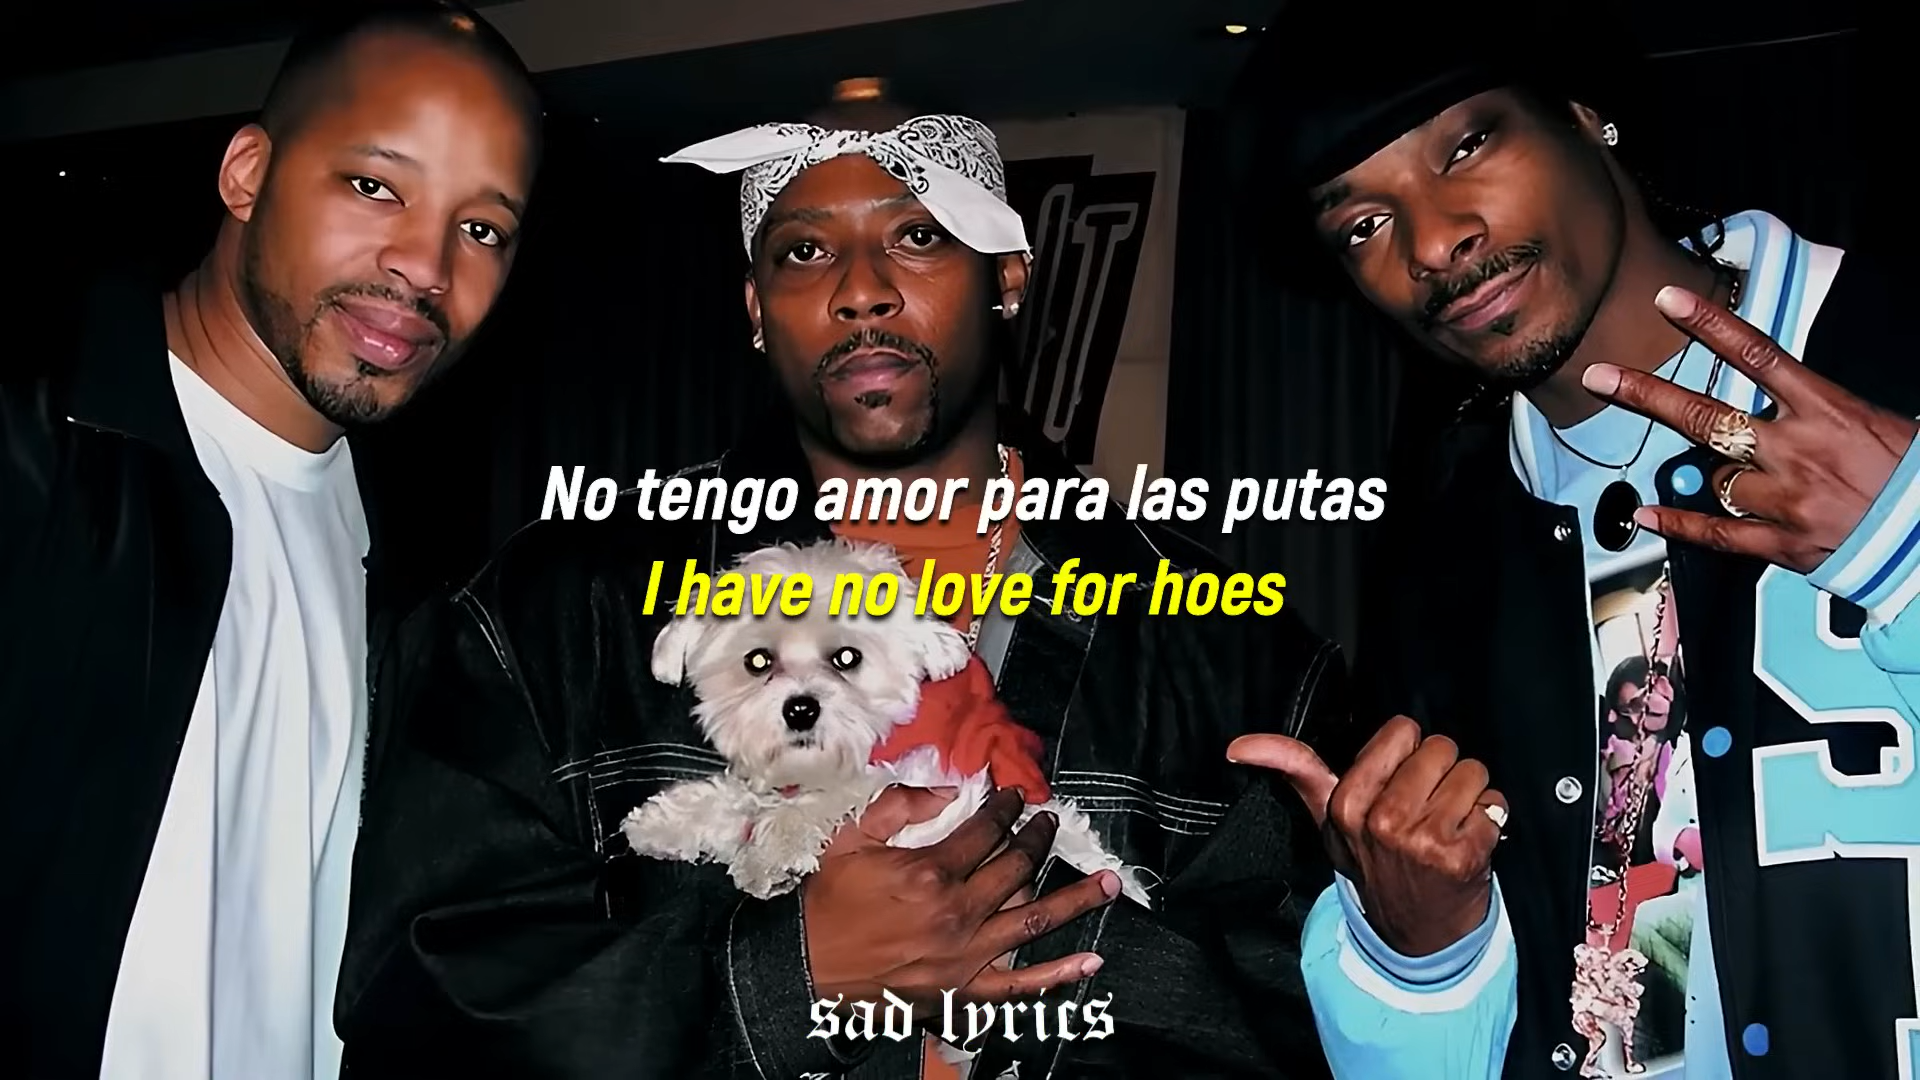 No tengo amor para las putas
I have no love for hoes
sad lyrics